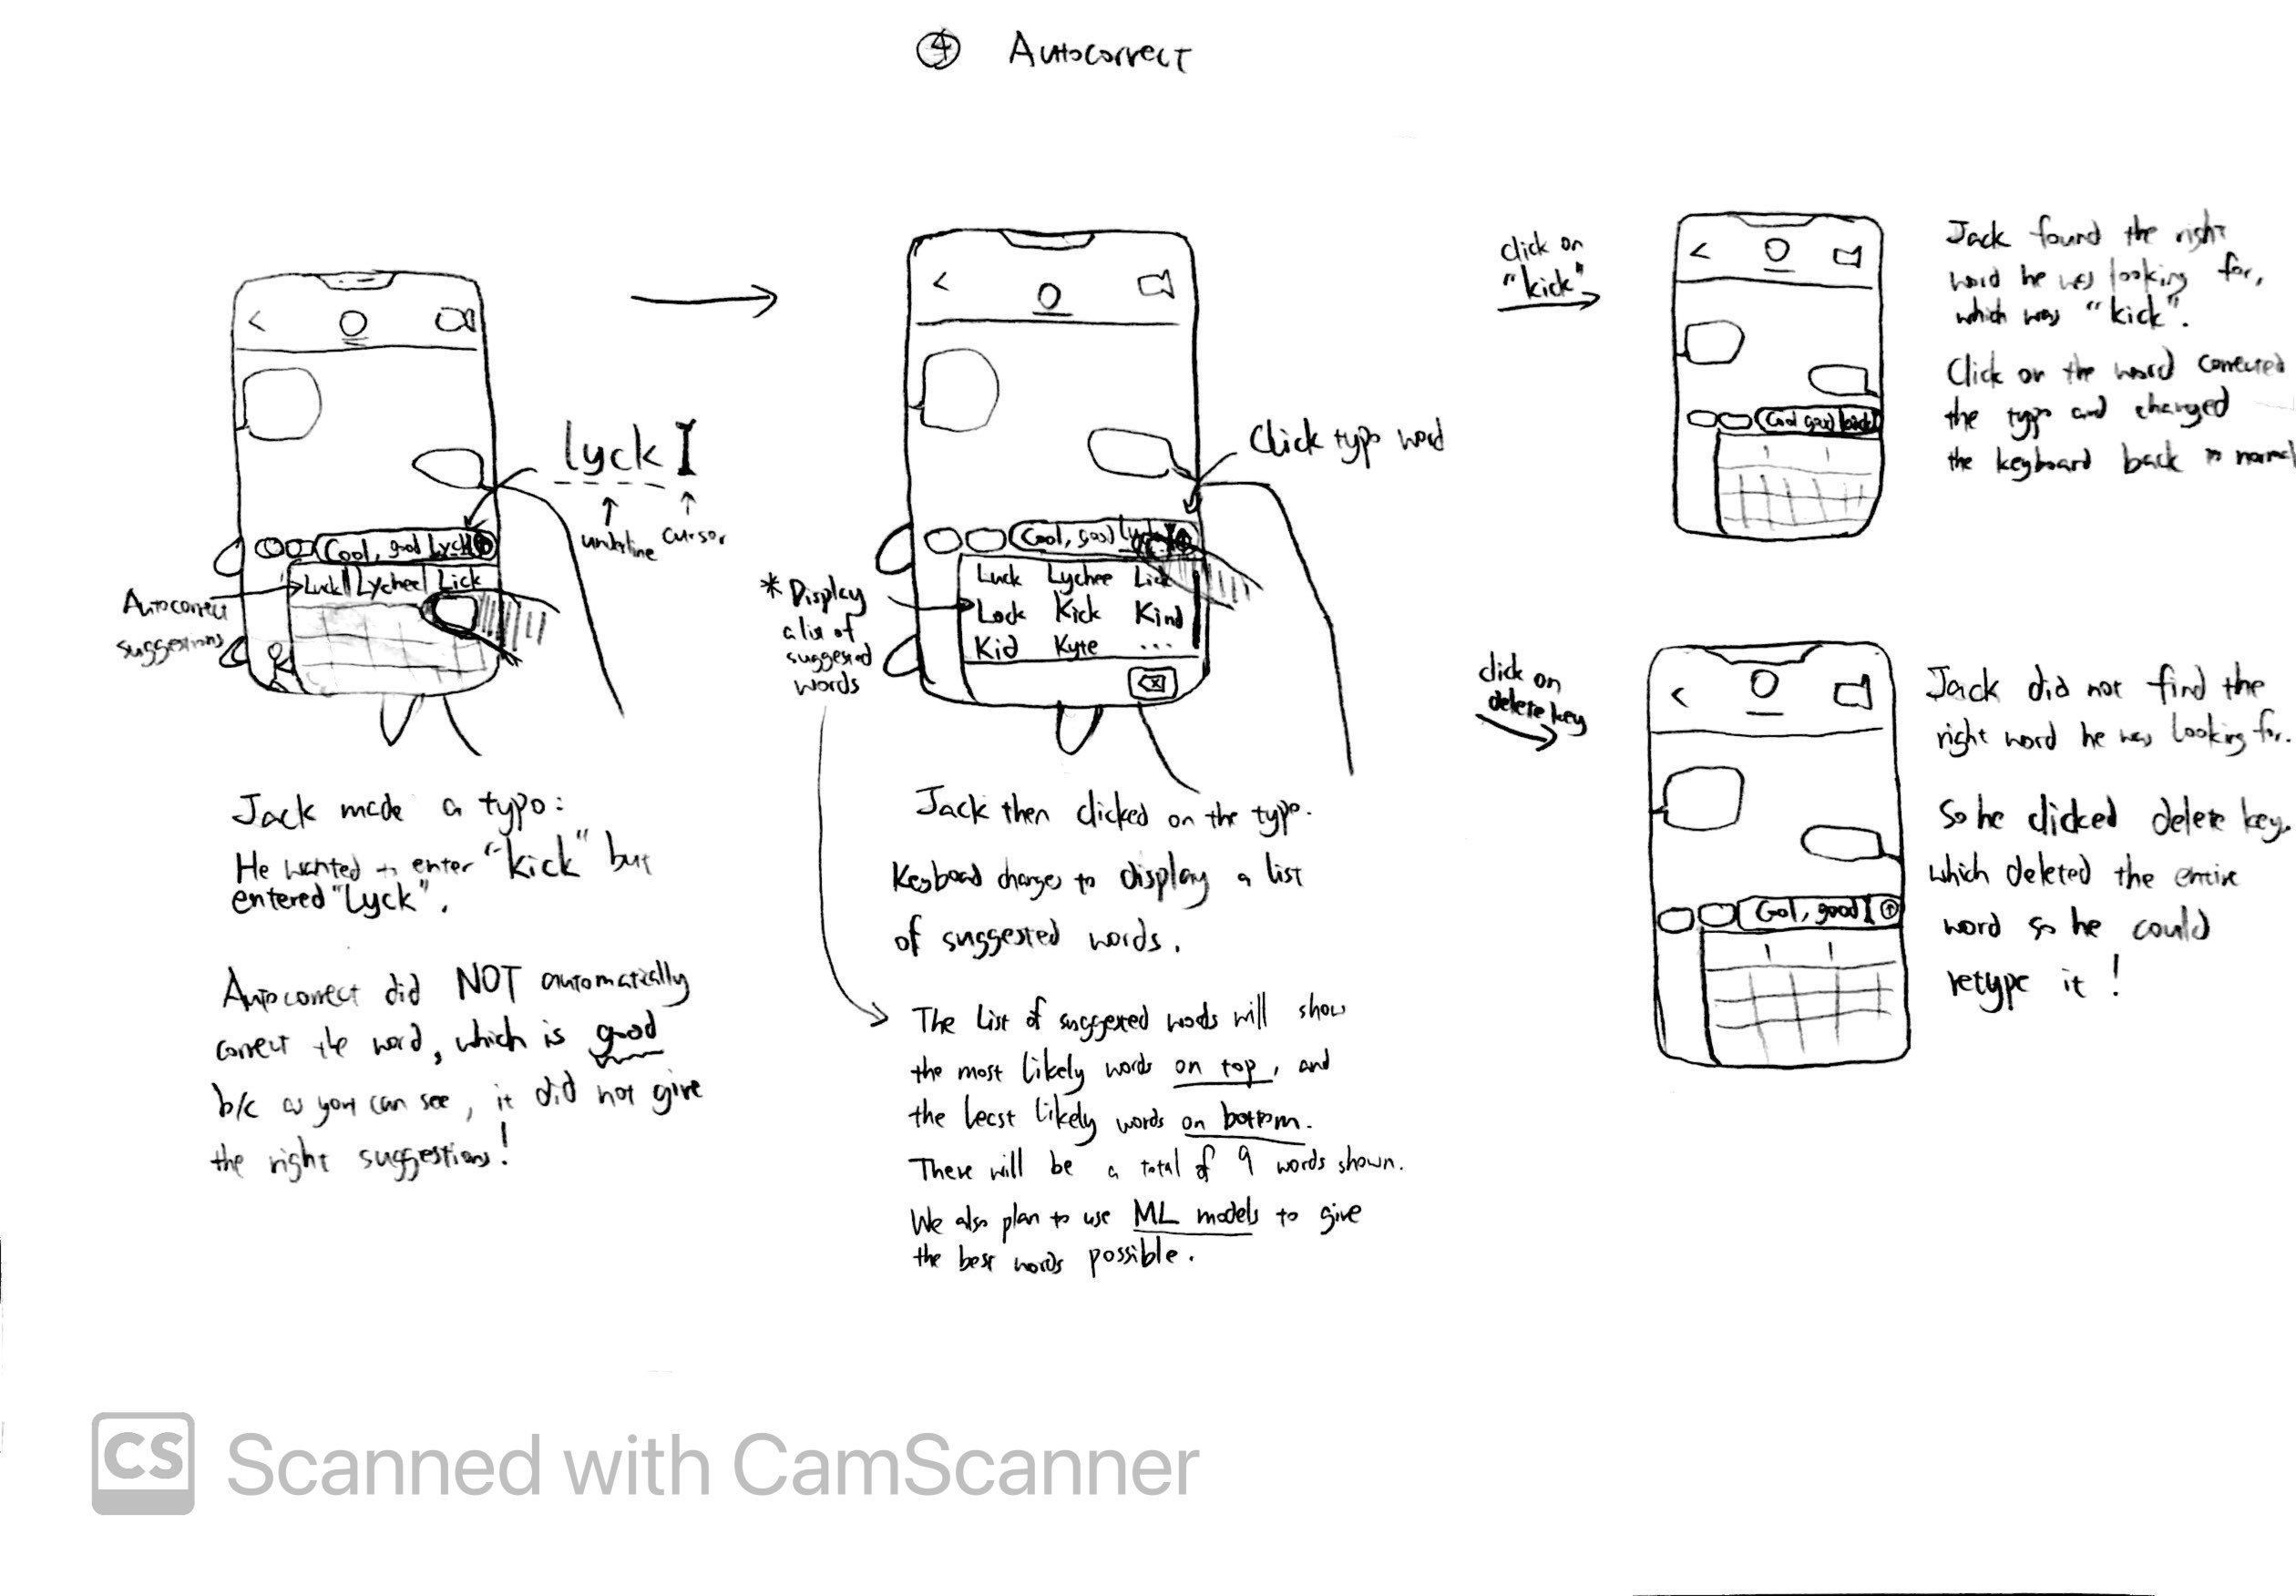 ④ Autocorrect
lyck
underline
cursor
Cool, good Lyck
Luck Lychee Lick
Autocorrect
suggestions
Jack made a typo:
He wanted to enter "kick" but
entered "Lyck".
Autocorrect did NOT automatically
correct the word, which is good
b/c as you can see, it did not give
the right suggestions!
Click typo word
Cool, good Lyck
Luck Lychee Lick
Lock Kick Kind
Kid Kyte ...
* Display
a list of
suggested
words
Jack then clicked on the typo.
Keyboad changes to display a list
of suggested words.
The list of suggested words will show
the most likely words on top, and
the least likely words on bottom.
There will be a total of 9 words shown.
We also plan to use ML models to give
the best words possible.
click on
"kick"
Cool good kick
Jack found the right
word he was looking for,
which was "kick".
Click on the word corrected
the typo and changed
the keyboard back to normal
click on
delete key
Cool, good
Jack did not find the
right word he was looking for.
So he clicked delete key,
which deleted the entire
word so he could
retype it!
CS Scanned with CamScanner